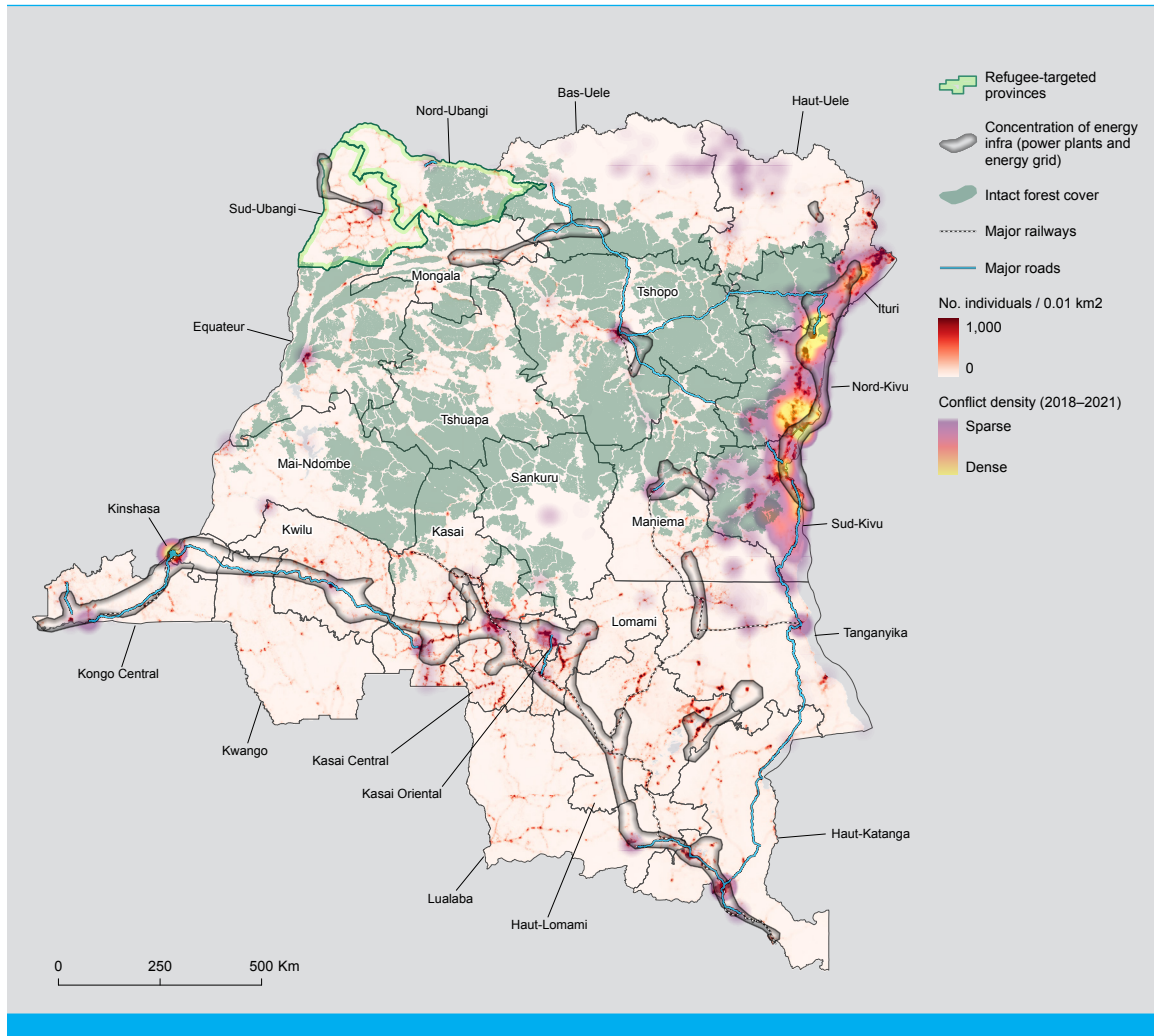 Bas-Uele
Haut-Uele
Nord-Ubangi
Sud-Ubangi
Mongala
Tshopo
Ituri
Equateur
Nord-Kivu
Tshuapa
Mai-Ndombe
Sankuru
Kinshasa
Kwilu
Kasai
Maniema
Sud-Kivu
Lomami
Tanganyika
Kongo Central
Kwango
Kasai Central
Kasai Oriental
Haut-Katanga
Lualaba
Haut-Lomami
0 250 500 Km
Refugee-targeted
provinces
Concentration of energy
infra (power plants and
energy grid)
Intact forest cover
Major railways
Major roads
No. individuals / 0.01 km2
1,000
0
Conflict density (2018–2021)
Sparse
Dense